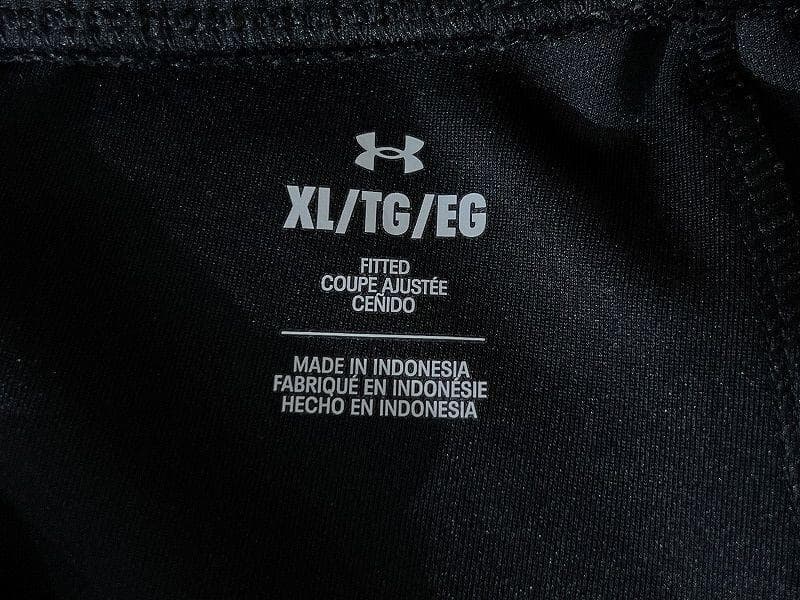 XL/TG/EG
FITTED
COUPE AJUSTÉE
CEÑIDO
MADE IN INDONESIA
FABRIQUÉ EN INDONÉSIE
HECHO EN INDONESIA